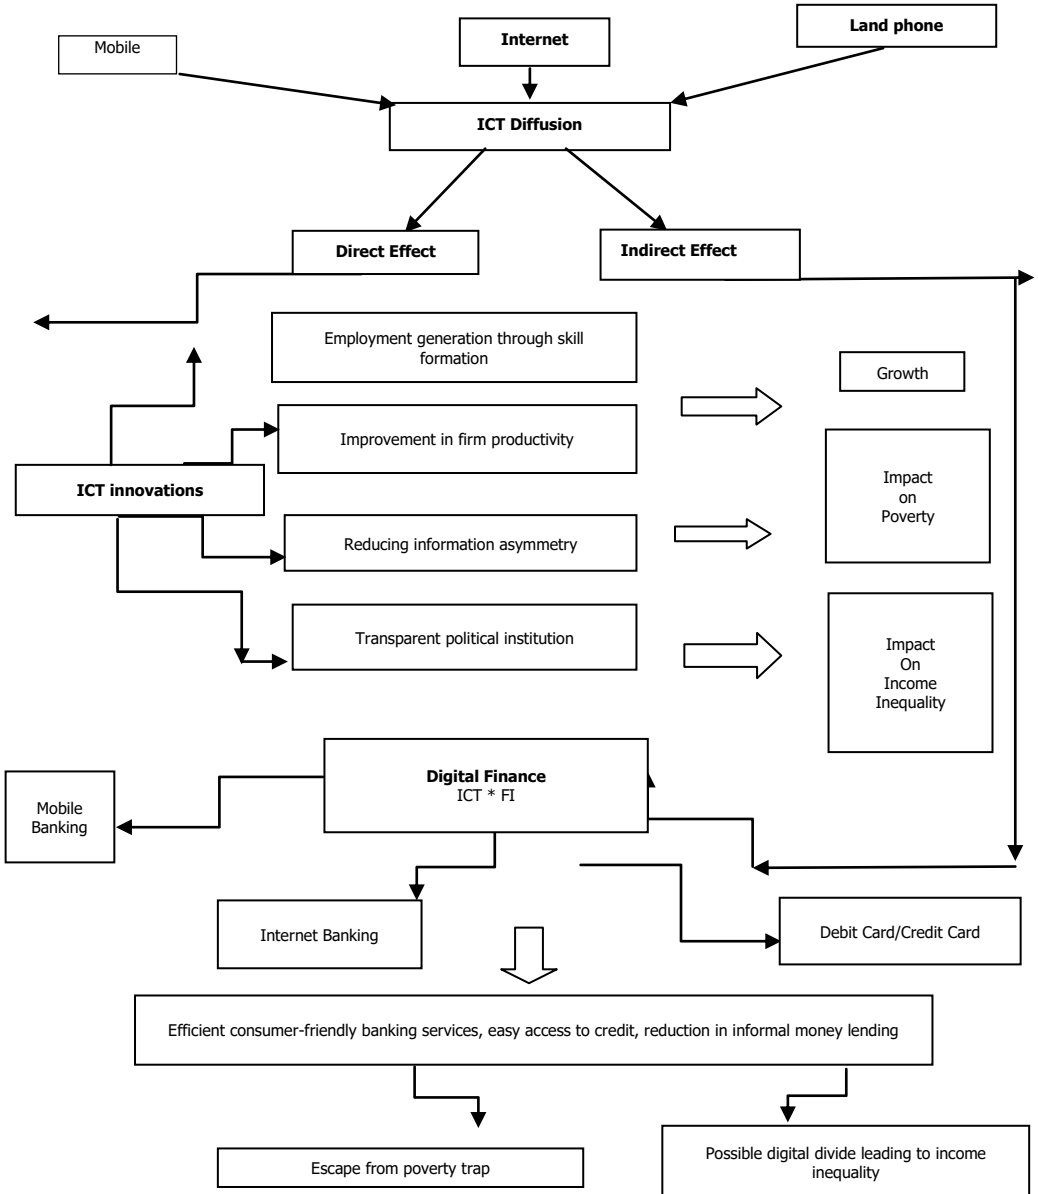 Mobile
Internet
Land phone
ICT Diffusion
Direct Effect
Indirect Effect
Employment generation through skill
formation
Growth
Improvement in firm productivity
ICT innovations
Impact
on
Poverty
Reducing information asymmetry
Transparent political institution
Impact
On
Income
Inequality
Digital Finance
ICT * FI
Mobile
Banking
Internet Banking
Debit Card/Credit Card
Efficient consumer-friendly banking services, easy access to credit, reduction in informal money lending
Escape from poverty trap
Possible digital divide leading to income
inequality